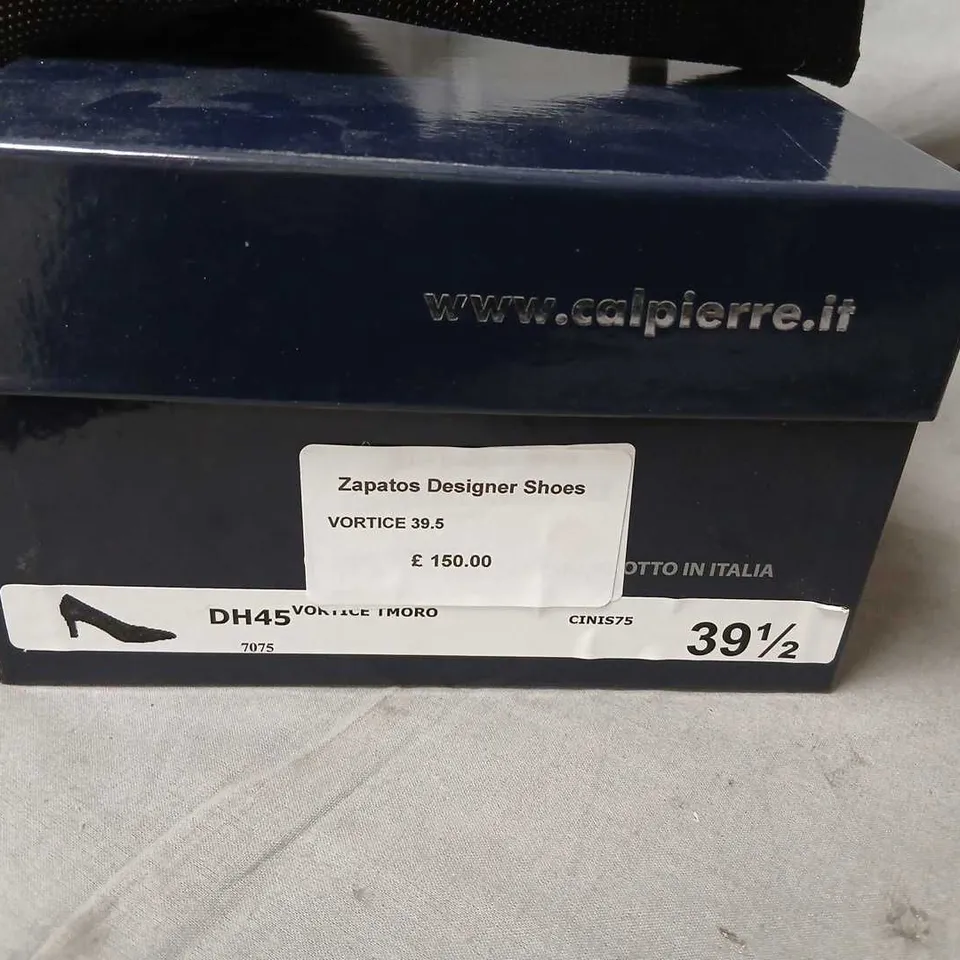 www.calpierre.it
Zapatos Designer Shoes
VORTICE 39.5
£ 150.00
IN ITALIA
DH45 VORTICE TMORO
CINIS75
39½
7075